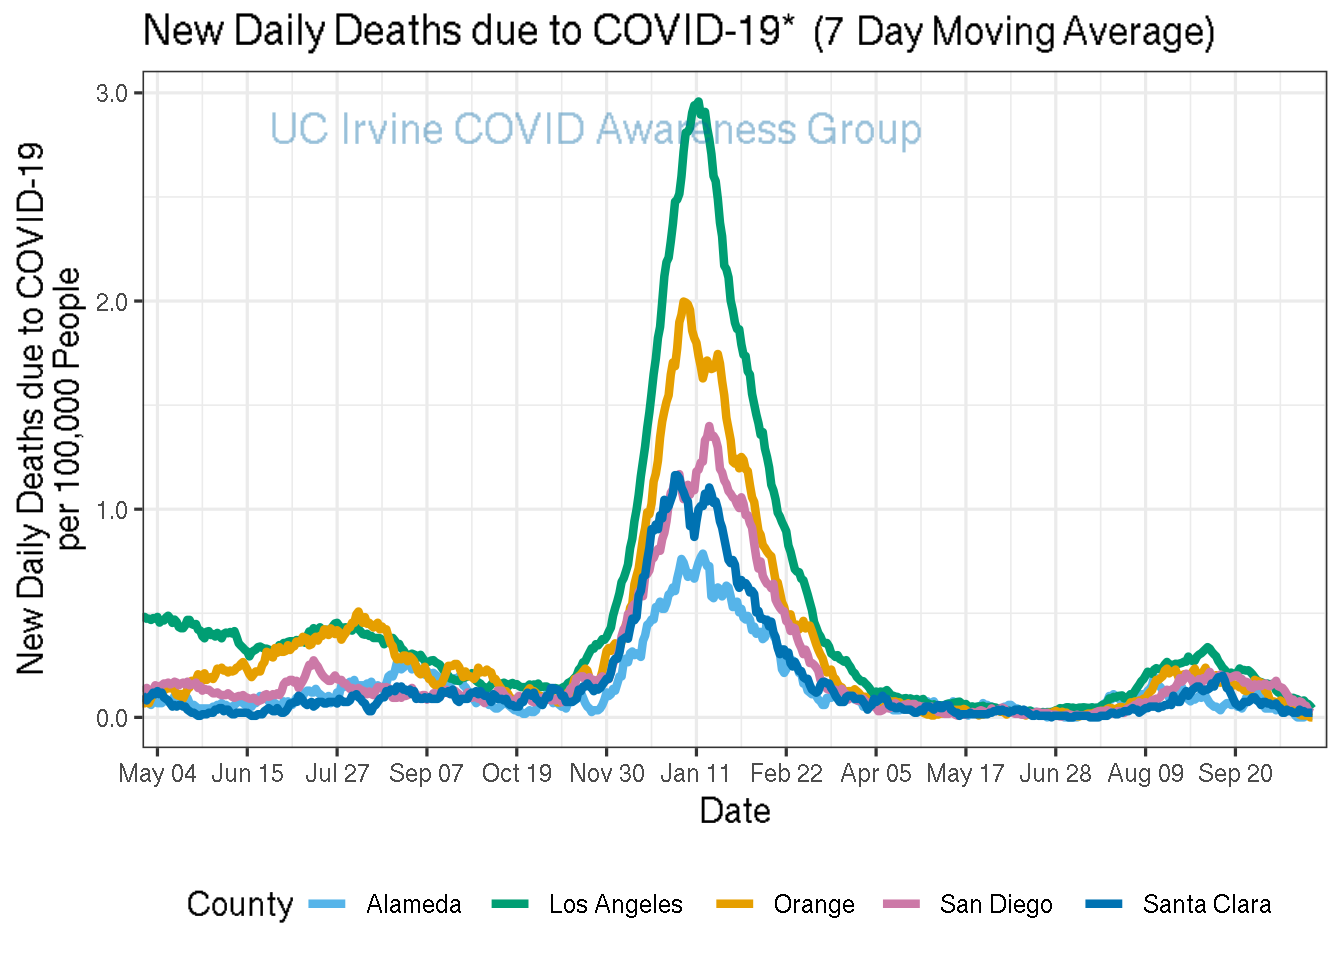 New Daily Deaths due to COVID-19* (7 Day Moving Average)
UC Irvine COVID Awareness Group
New Daily Deaths due to COVID-19
per 100,000 People
3.0
2.0
1.0
0.0
May 04 Jun 15 Jul 27 Sep 07 Oct 19 Nov 30 Jan 11 Feb 22 Apr 05 May 17 Jun 28 Aug 09 Sep 20
Date
County Alameda Los Angeles Orange San Diego Santa Clara